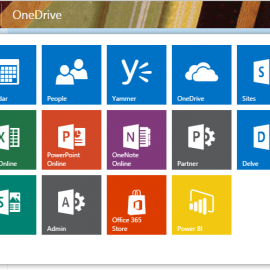 OneDrive
dar
People
Yammer
OneDrive
Sites
Online
PowerPoint
Online
OneNote
Online
Partner
Delve
Admin
Office 365
Store
Power BI